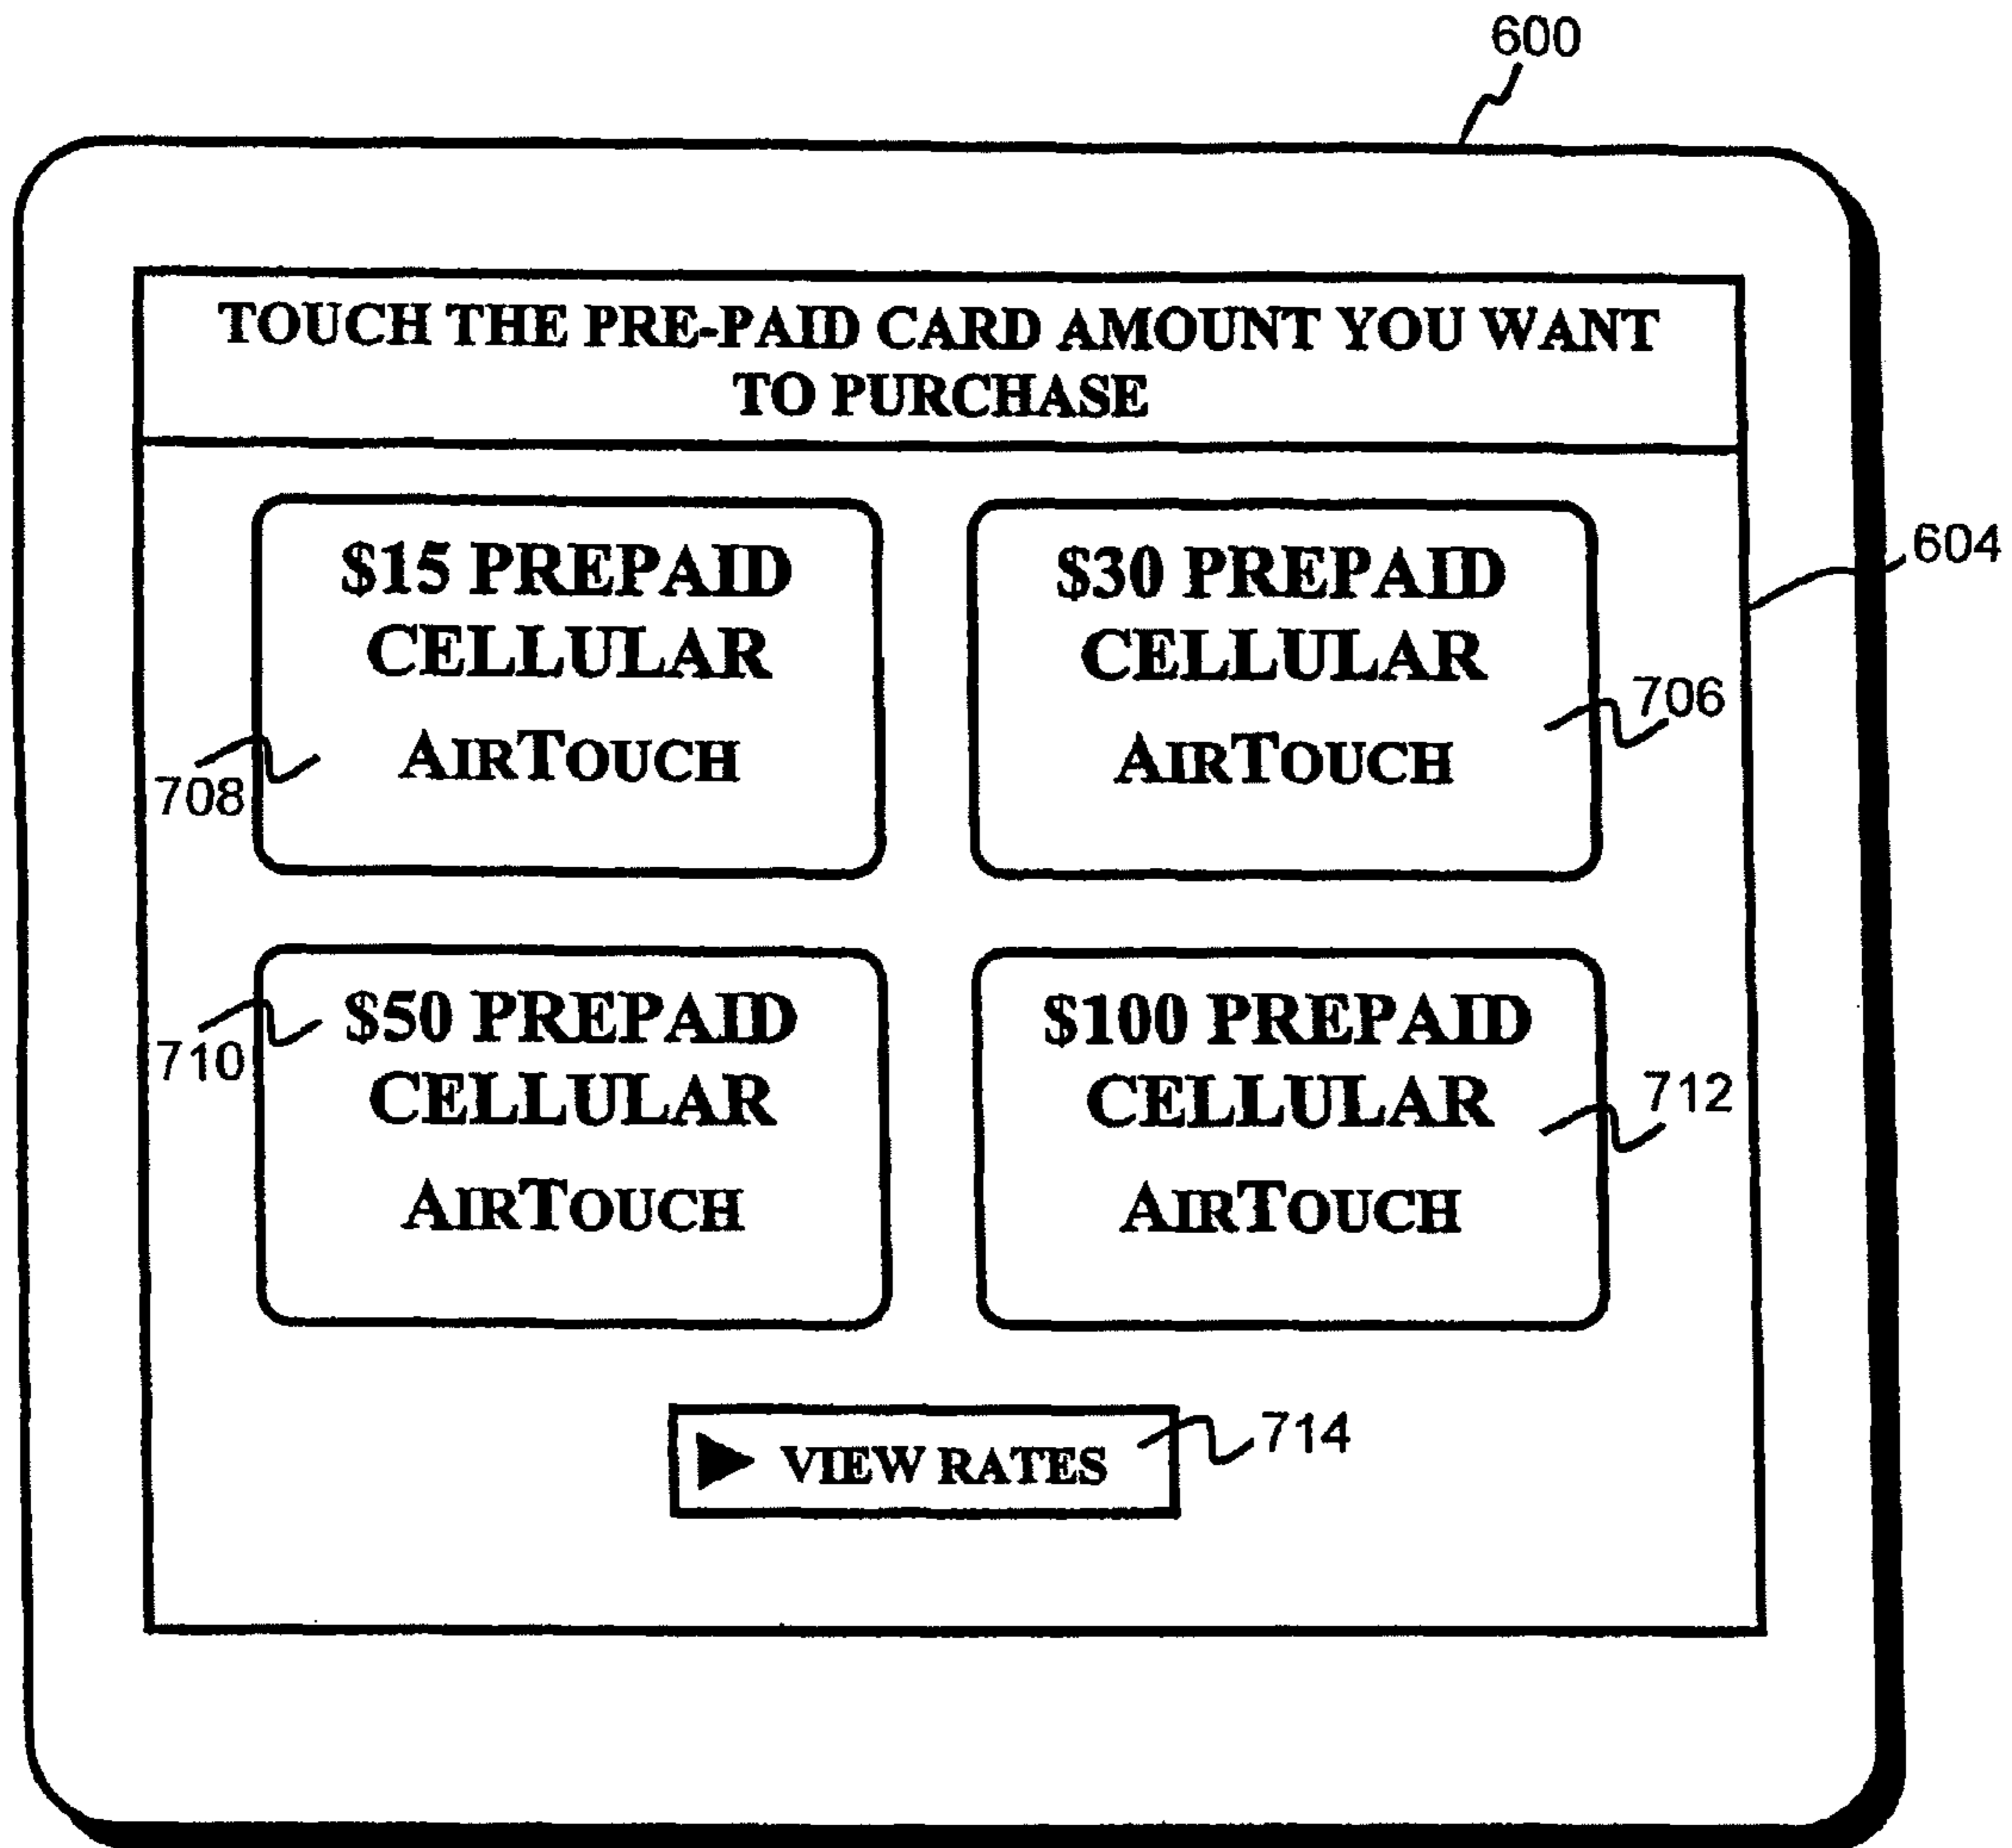 600
TOUCH THE PRE-PAID CARD AMOUNT YOU WANT
TO PURCHASE
604
$15 PREPAID
CELLULAR
AIRTOUCH
708
$30 PREPAID
CELLULAR
AIRTOUCH
706
$50 PREPAID
CELLULAR
AIRTOUCH
710
$100 PREPAID
CELLULAR
AIRTOUCH
712
VIEW RATES
714